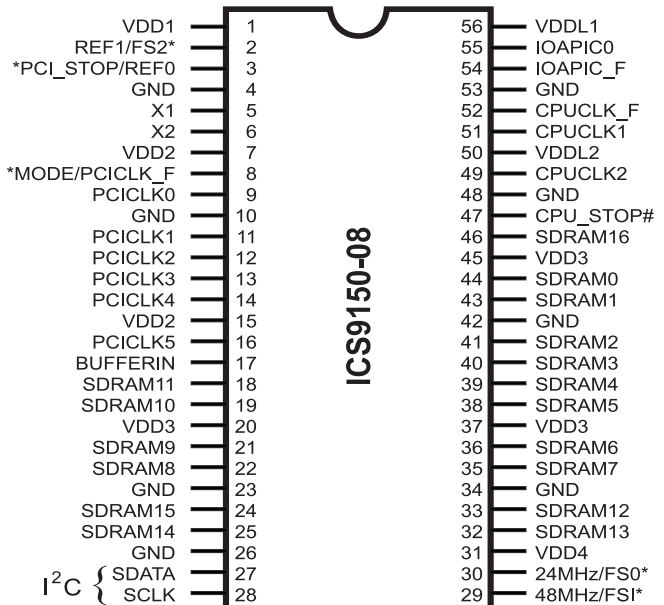 VDD1 1 56 VDDL1
REF1/FS2* 2 55 IOAPIC0
*PCI_STOP/REF0 3 54 IOAPIC_F
GND 4 53 GND
X1 5 52 CPUCLK_F
X2 6 51 CPUCLK1
VDD2 7 50 VDDL2
*MODE/PCICLK_F 8 49 CPUCLK2
PCICLK0 9 48 GND
GND 10 47 CPU_STOP#
PCICLK1 11 46 SDRAM16
PCICLK2 12 45 VDD3
PCICLK3 13 44 SDRAM0
PCICLK4 14 43 SDRAM1
VDD2 15 42 GND
PCICLK5 16 41 SDRAM2
BUFFERIN 17 40 SDRAM3
SDRAM11 18 39 SDRAM4
SDRAM10 19 38 SDRAM5
VDD3 20 37 VDD3
SDRAM9 21 36 SDRAM6
SDRAM8 22 35 SDRAM7
GND 23 34 GND
SDRAM15 24 33 SDRAM12
SDRAM14 25 32 SDRAM13
GND 26 31 VDD4
I²C { SDATA 27 30 24MHz/FS0*
SCLK 28 29 48MHz/FSI*
ICS9150-08